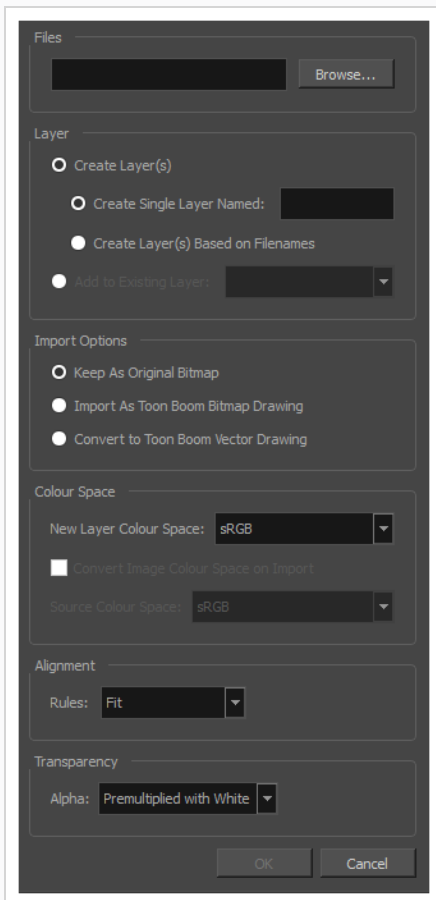 Files
Browse...
Layer
Create Layer(s)
Create Single Layer Named:
Create Layer(s) Based on Filenames
Add to Existing Layer:
Import Options
Keep As Original Bitmap
Import As Toon Boom Bitmap Drawing
Convert to Toon Boom Vector Drawing
Colour Space
New Layer Colour Space: sRGB
Convert Image Colour Space on Import
Source Colour Space: sRGB
Alignment
Rules: Fit
Transparency
Alpha: Premultiplied with White
OK Cancel